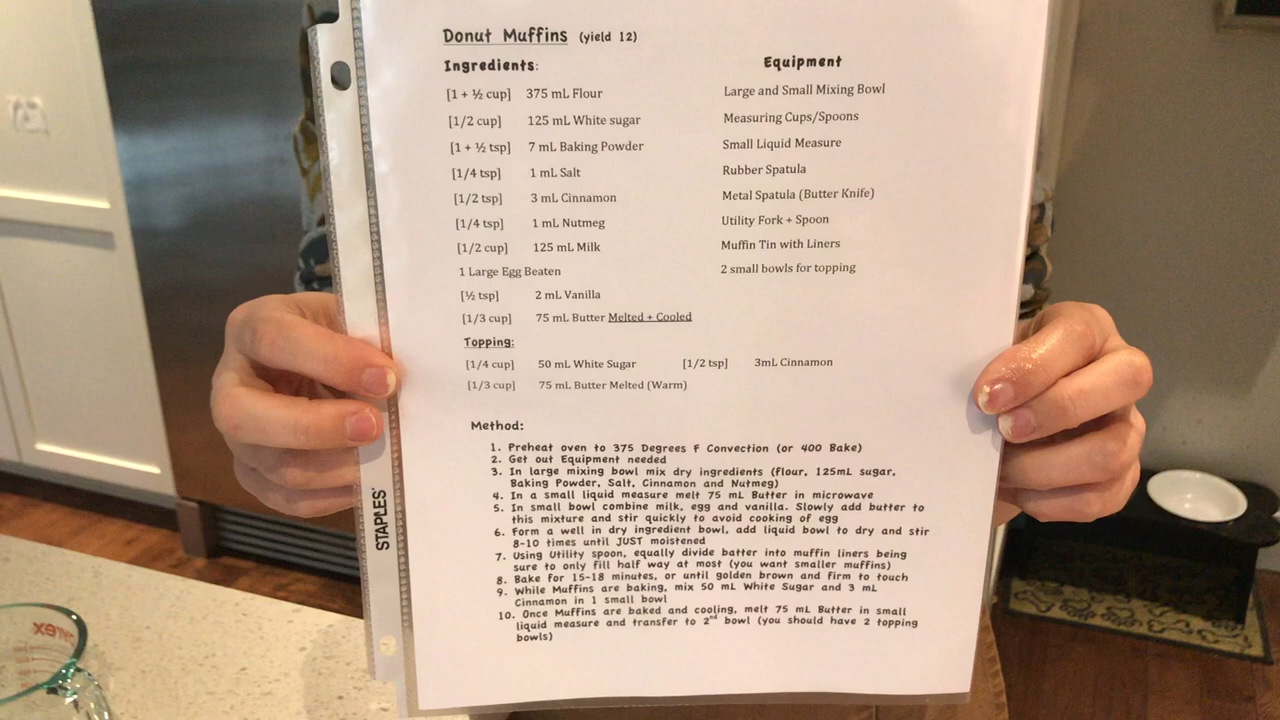 Donut Muffins (yield 12)
Ingredients: Equipment
[1 + ½ cup] 375 mL Flour Large and Small Mixing Bowl
[1/2 cup] 125 mL White sugar Measuring Cups/Spoons
[1 + ½ tsp] 7 mL Baking Powder Small Liquid Measure
[1/4 tsp] 1 mL Salt Rubber Spatula
[1/2 tsp] 3 mL Cinnamon Metal Spatula (Butter Knife)
[1/4 tsp] 1 mL Nutmeg Utility Fork + Spoon
[1/2 cup] 125 mL Milk Muffin Tin with Liners
1 Large Egg Beaten 2 small bowls for topping
[½ tsp] 2 mL Vanilla
[1/3 cup] 75 mL Butter Melted + Cooled
Topping:
[1/4 cup] 50 mL White Sugar [1/2 tsp] 3mL Cinnamon
[1/3 cup] 75 mL Butter Melted (Warm)
Method:
1. Preheat oven to 375 Degrees F Convection (or 400 Bake)
2. Get out Equipment needed
3. In large mixing bowl mix dry ingredients (flour, 125mL sugar,
Baking Powder, Salt, Cinnamon and Nutmeg)
4. In a small liquid measure melt 75 mL Butter in microwave
5. In small bowl combine milk, egg and vanilla. Slowly add butter to
this mixture and stir quickly to avoid cooking of egg
6. Form a well in dry ingredient bowl, add liquid bowl to dry and stir
8-10 times until JUST moistened
7. Using Utility spoon, equally divide batter into muffin liners being
sure to only fill half way at most (you want smaller muffins)
8. Bake for 15-18 minutes, or until golden brown and firm to touch
9. While Muffins are baking, mix 50 mL White Sugar and 3 mL
Cinnamon in 1 small bowl
10. Once Muffins are baked and cooling, melt 75 mL Butter in small
liquid measure and transfer to 2nd bowl (you should have 2 topping
bowls)
STAPLES